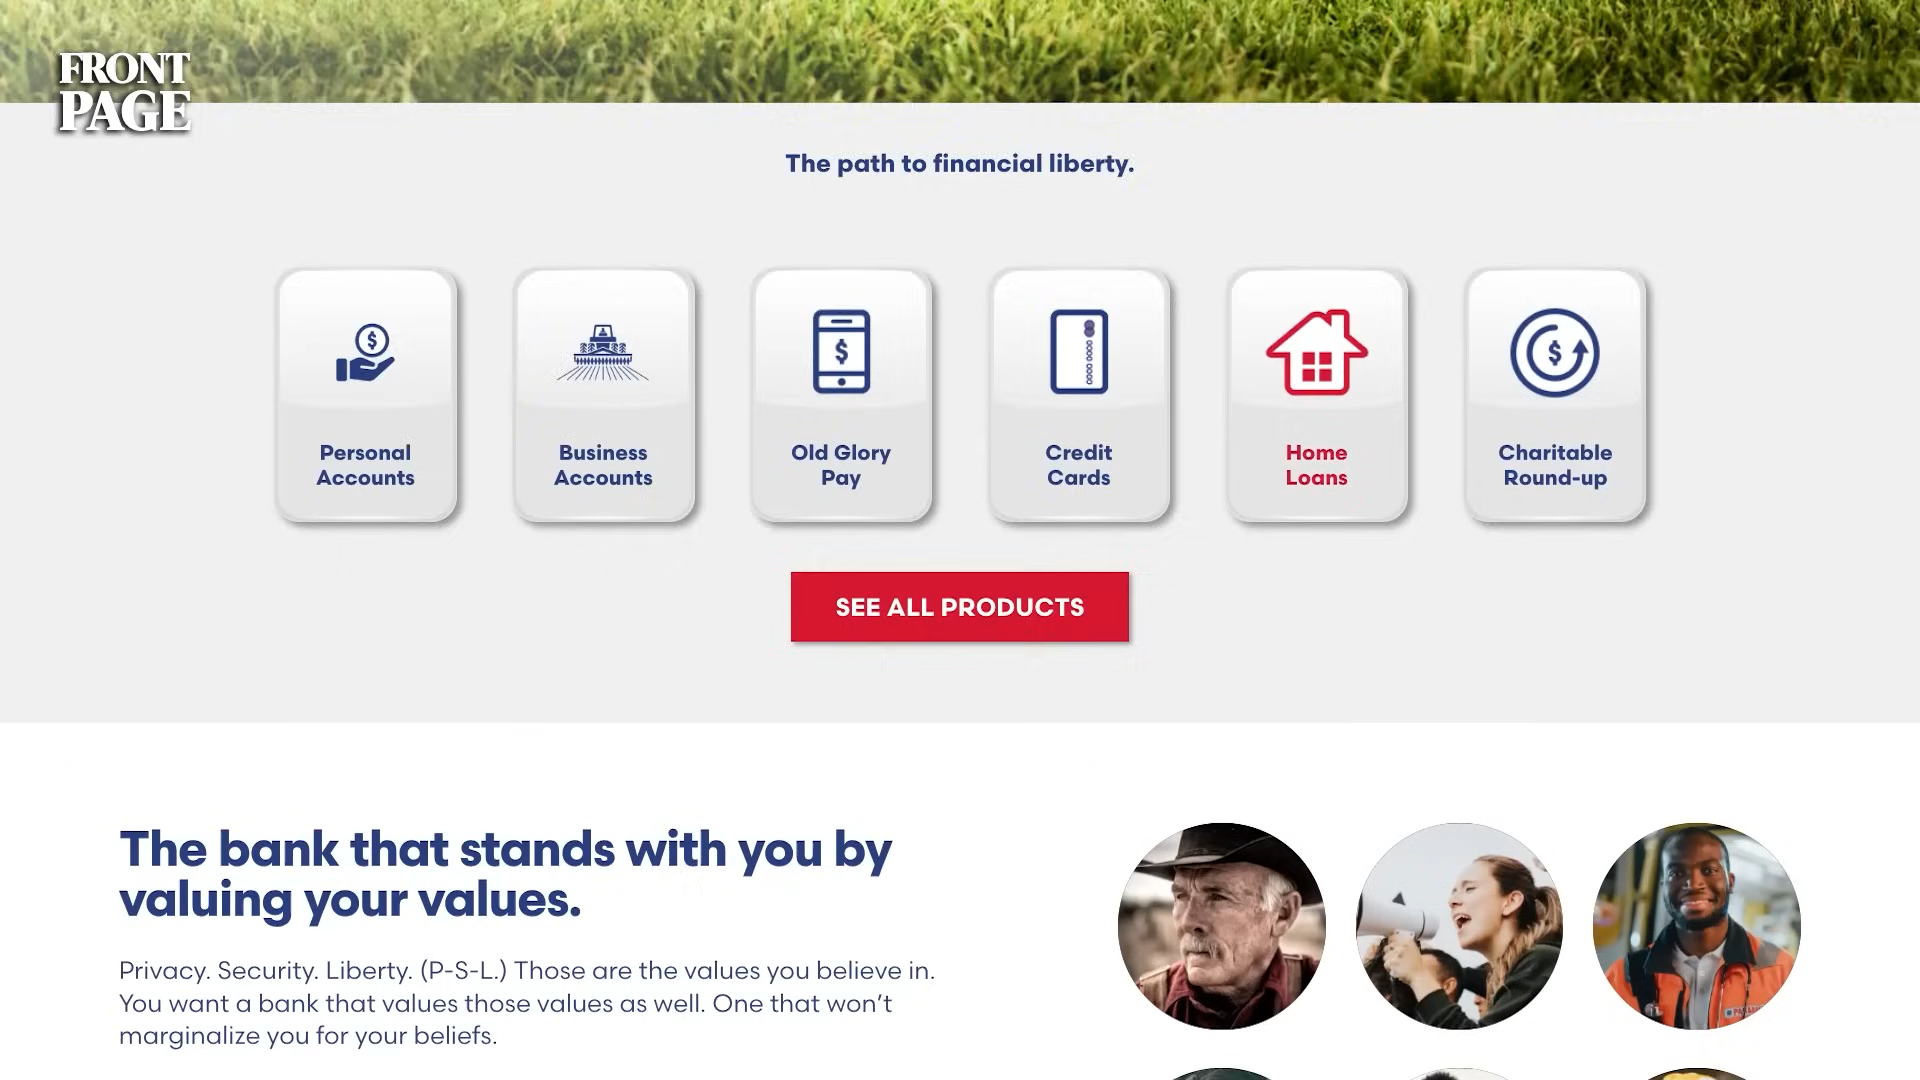 FRONT
PAGE
The path to financial liberty.
Personal
Accounts
Business
Accounts
Old Glory
Pay
Credit
Cards
Home
Loans
Charitable
Round-up
SEE ALL PRODUCTS
The bank that stands with you by
valuing your values.
Privacy. Security. Liberty. (P-S-L.) Those are the values you believe in.
You want a bank that values those values as well. One that won't
marginalize you for your beliefs.